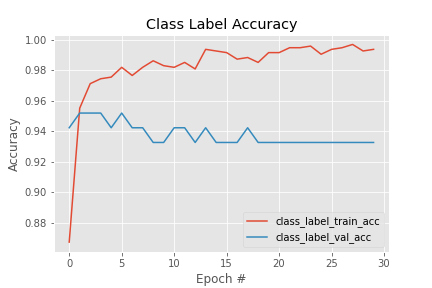 Class Label Accuracy
Accuracy
1.00
0.98
0.96
0.94
0.92
0.90
0.88
class_label_train_acc
class_label_val_acc
0 5 10 15 20 25 30
Epoch #